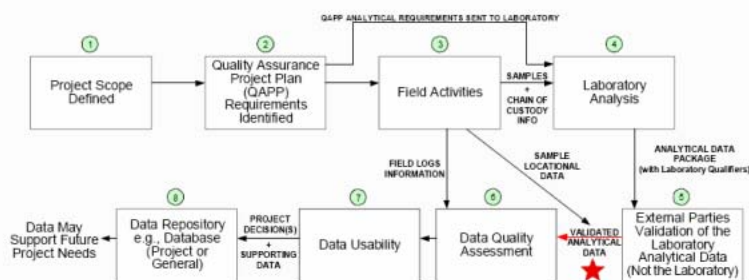 QAPP ANALYTICAL REQUIREMENTS SENT TO LABORATORY
1
2
3
4
Project Scope
Defined
Quality Assurance
Project Plan
(QAPP)
Requirements
Identified
Field Activities
SAMPLES
+
CHAIN OF
CUSTODY
INFO
Laboratory
Analysis
FIELD LOGS
INFORMATION
SAMPLE
LOCATIONAL
DATA
ANALYTICAL DATA
PACKAGE
(with Laboratory Qualifiers)
8
7
6
5
Data May
Support Future
Project Needs
Data Repository
e.g., Database
(Project or
General)
PROJECT
DECISION(S)
+
SUPPORTING
DATA
Data Usability
Data Quality
Assessment
VALIDATED
ANALYTICAL
DATA
External Parties
Validation of the
Laboratory
Analytical Data
(Not the Laboratory)